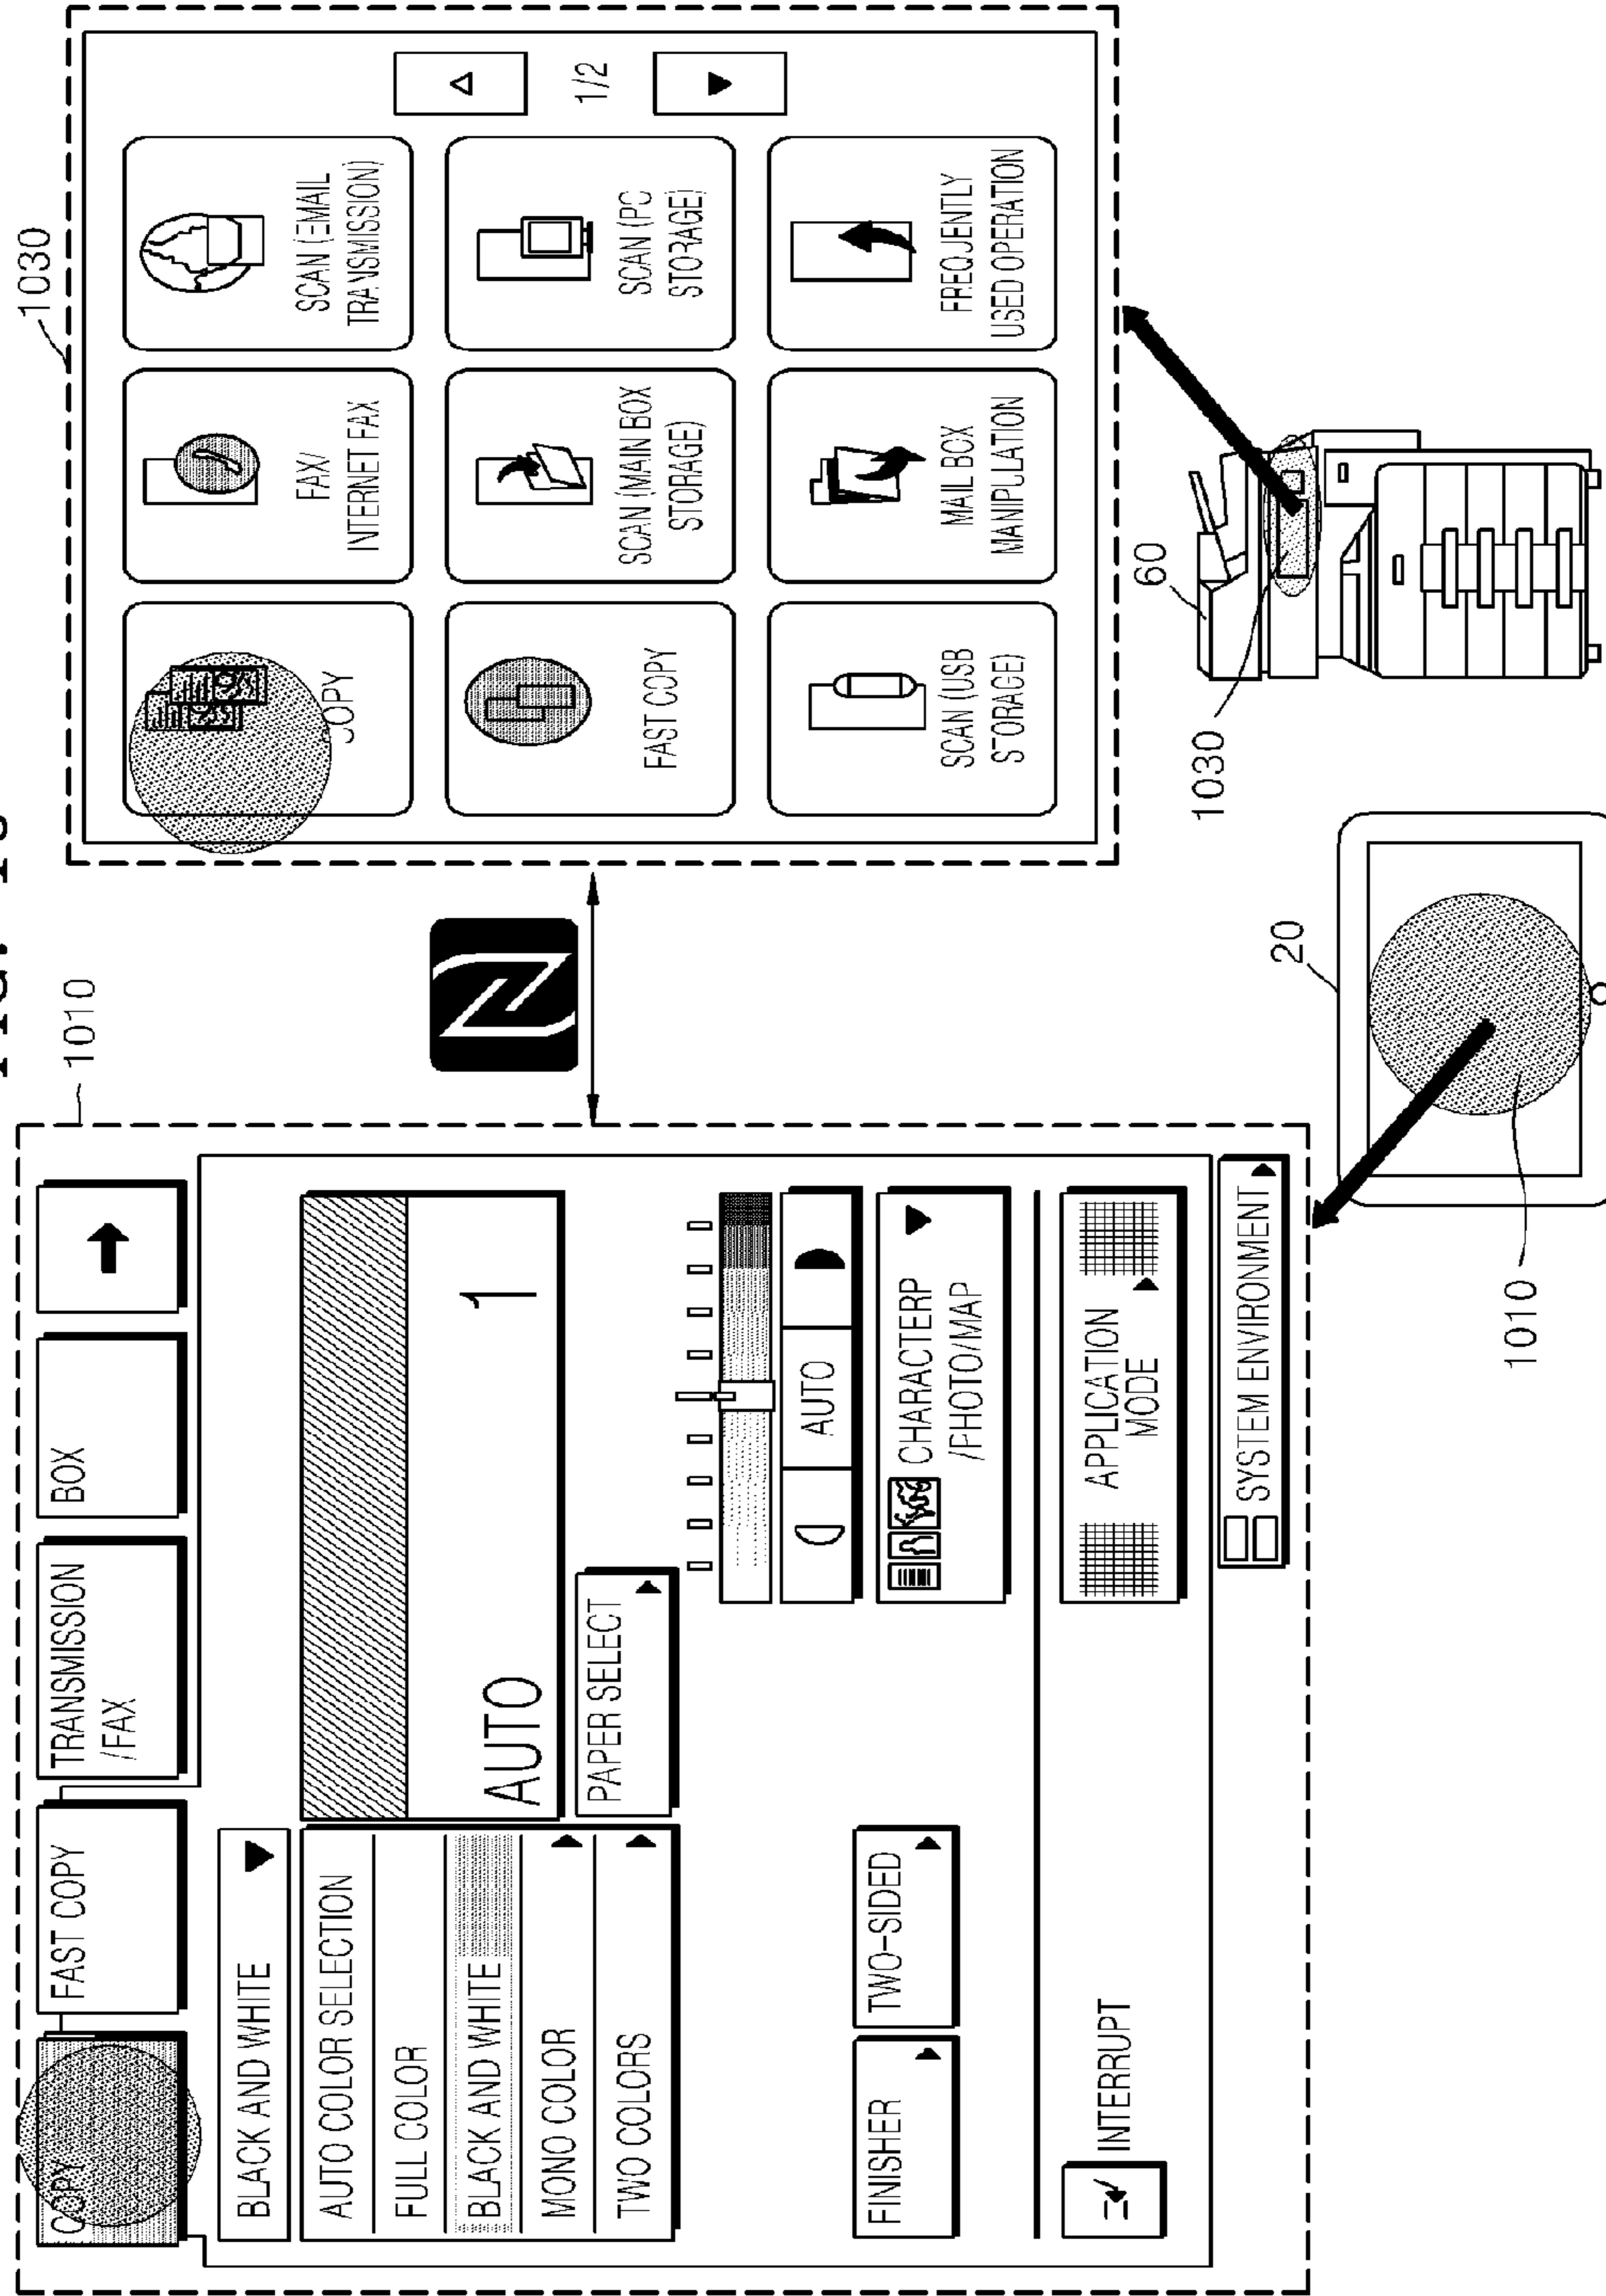 1010
COPY
FAST COPY
TRANSMISSION
/FAX
BOX
BLACK AND WHITE
AUTO COLOR SELECTION
FULL COLOR
BLACK AND WHITE
MONO COLOR
TWO COLORS
AUTO
1
PAPER SELECT
AUTO
CHARACTERP
/PHOTO/MAP
FINISHER
TWO-SIDED
INTERRUPT
APPLICATION
MODE
SYSTEM ENVIRONMENT
1030
COPY
FAX/
INTERNET FAX
SCAN (EMAIL
TRANSMISSION)
FAST COPY
SCAN (MAIN BOX
STORAGE)
SCAN (PC
STORAGE)
SCAN (USB
STORAGE)
MAIL BOX
MANIPULATION
FREQUENTLY
USED OPERATION
1/2
20
1010
60
1030